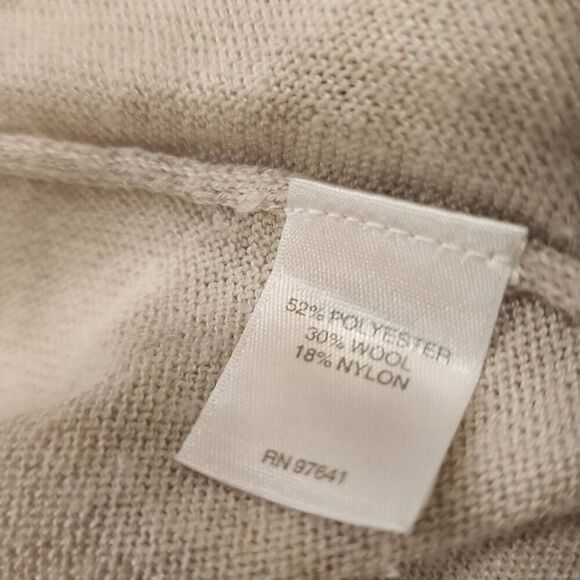 52% POLYESTER
30% WOOL
18% NYLON
RN 97641